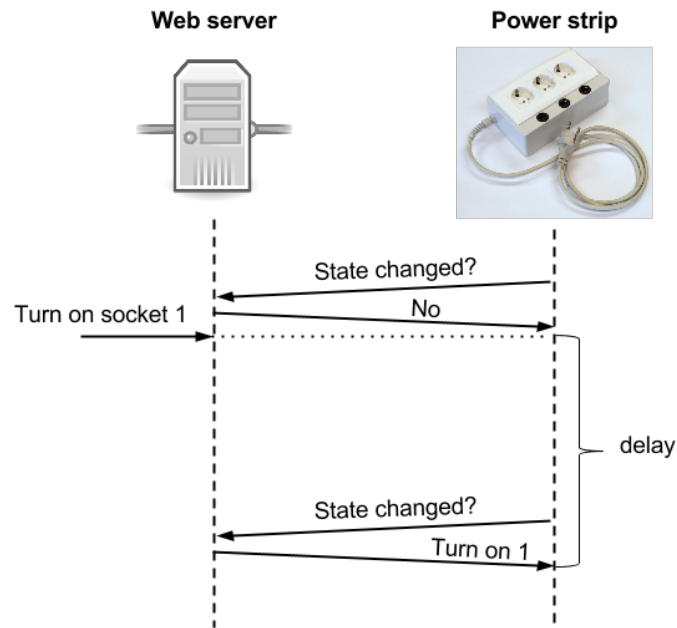 Web server
Power strip
State changed?
No
Turn on socket 1
delay
State changed?
Turn on 1